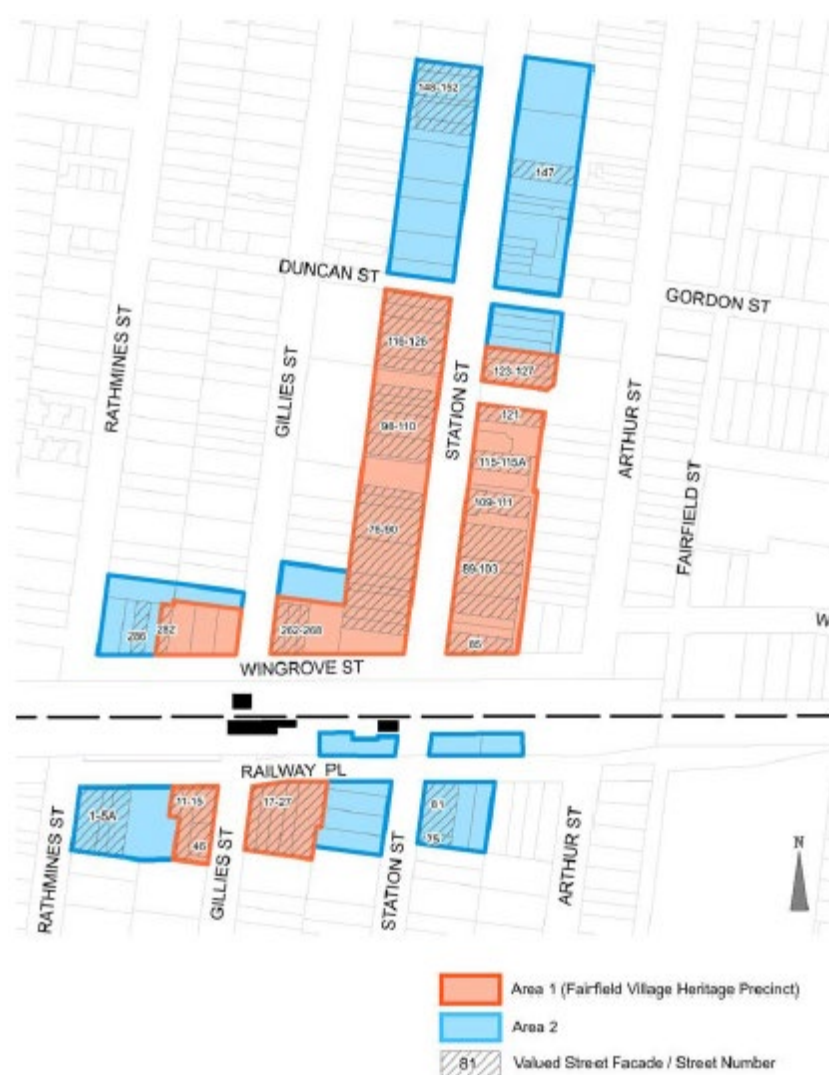 148-152
147
DUNCAN ST
GORDON ST
RATHMINES ST
GILLIES ST
STATION ST
ARTHUR ST
FAIRFIELD ST
116-126
123-127
98-110
121
115-115A
109-111
76-90
89-103
286
282
262-268
85
W
WINGROVE ST
RAILWAY PL
1-5A
11-15
46
17-27
61
75
RATHMINES ST
GILLIES ST
STATION ST
ARTHUR ST
N
Area 1 (Fairfield Village Heritage Precinct)
Area 2
81 Valued Street Facade / Street Number